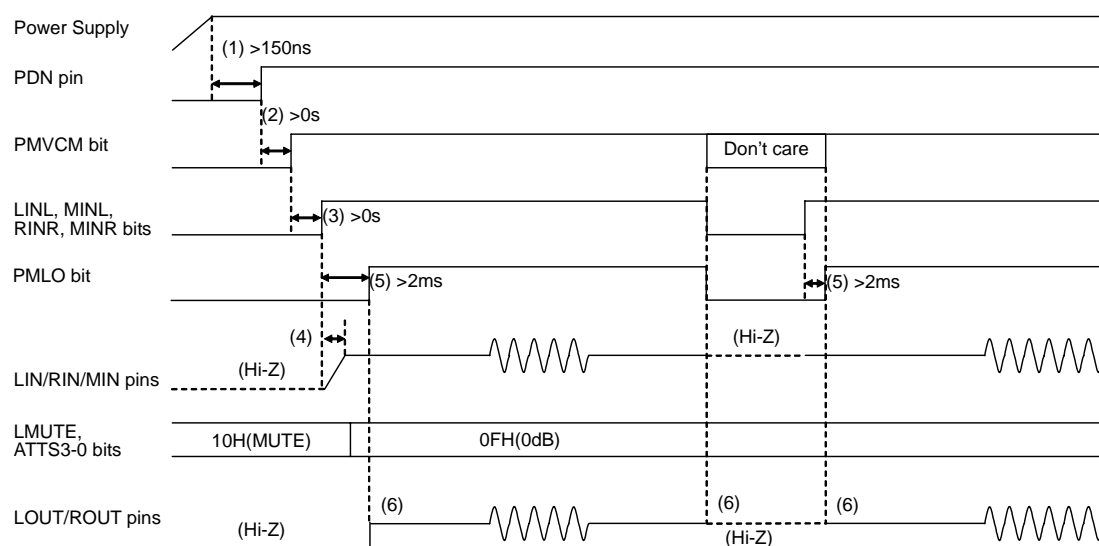 Power Supply
(1) >150ns
PDN pin
(2) >0s
PMVCM bit
Don't care
LINL, MINL,
RINR, MINR bits
(3) >0s
PMLO bit
(5) >2ms
(5) >2ms
(4)
(Hi-Z)
(Hi-Z)
LIN/RIN/MIN pins
LMUTE,
ATTS3-0 bits
10H(MUTE)
0FH(0dB)
(6)
(6)
(6)
LOUT/ROUT pins
(Hi-Z)
(Hi-Z)